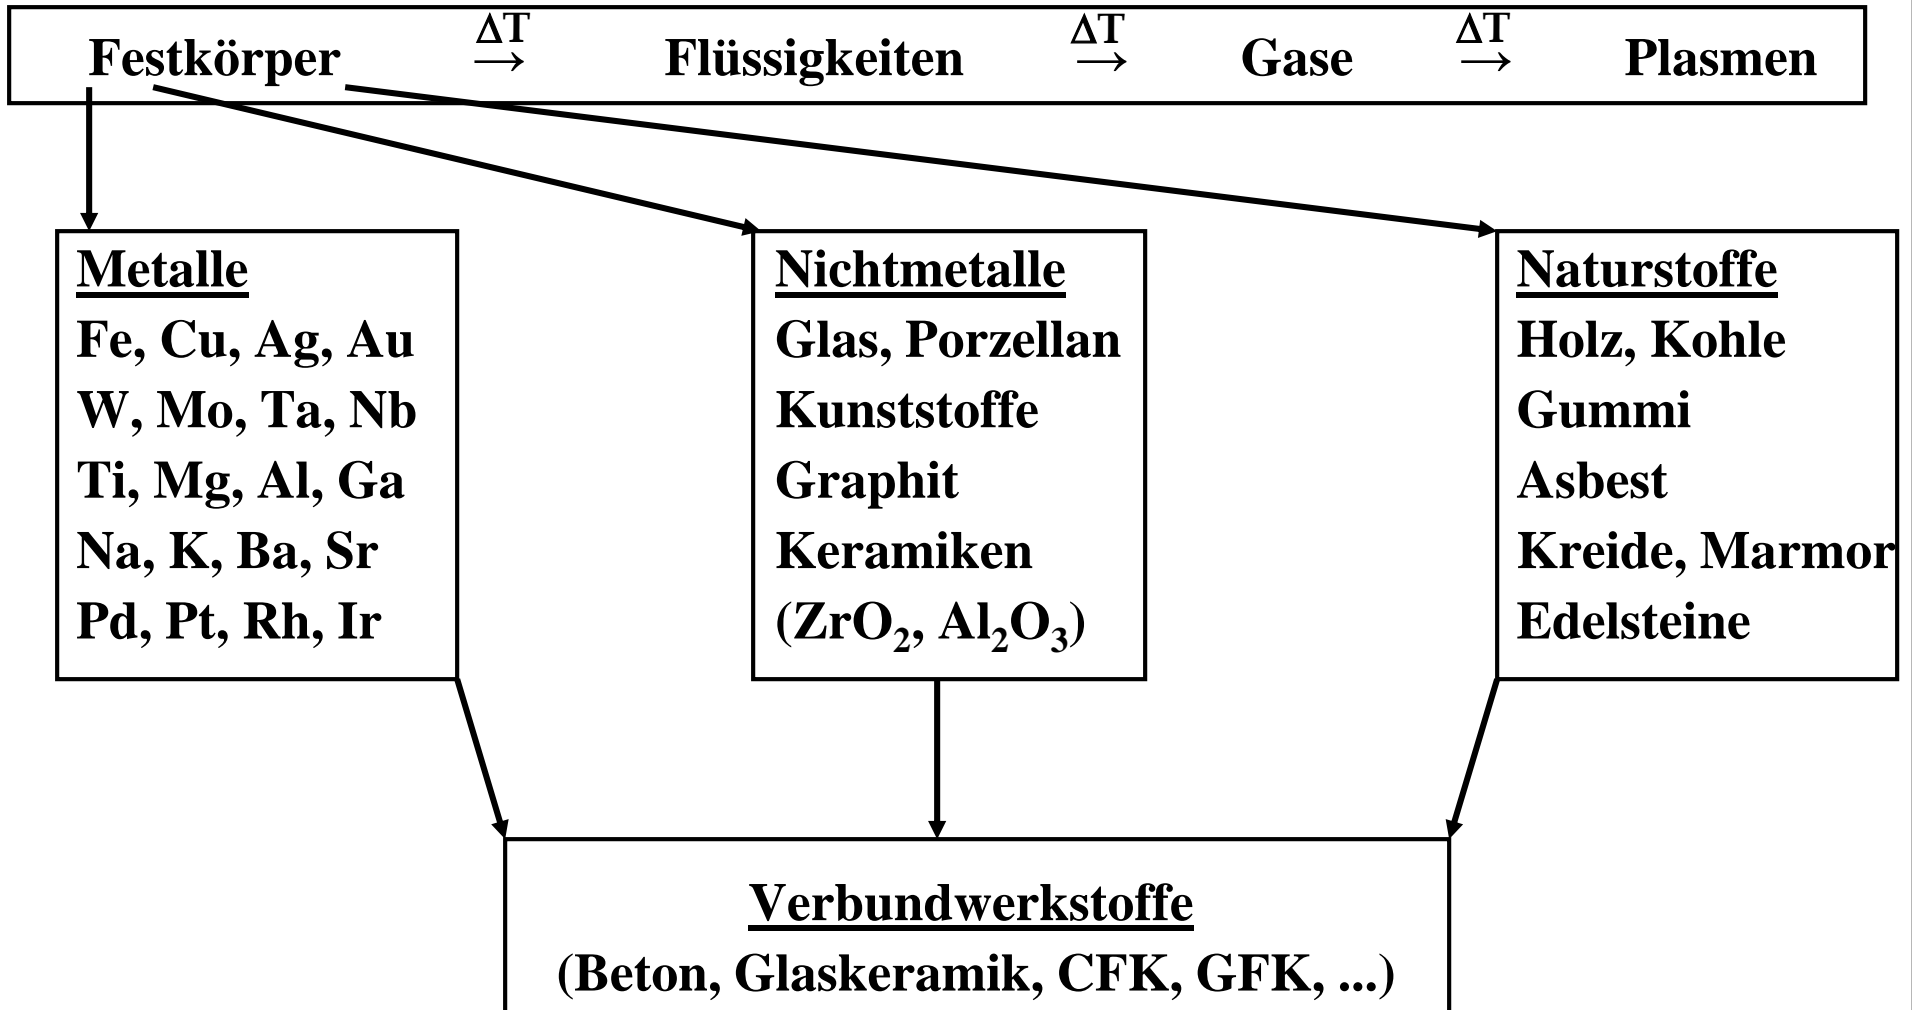 Festkörper ΔT → Flüssigkeiten ΔT → Gase ΔT → Plasmen
Metalle
Fe, Cu, Ag, Au
W, Mo, Ta, Nb
Ti, Mg, Al, Ga
Na, K, Ba, Sr
Pd, Pt, Rh, Ir
Nichtmetalle
Glas, Porzellan
Kunststoffe
Graphit
Keramiken
(ZrO₂, Al₂O₃)
Naturstoffe
Holz, Kohle
Gummi
Asbest
Kreide, Marmor
Edelsteine
Verbundwerkstoffe
(Beton, Glaskeramik, CFK, GFK, ...)